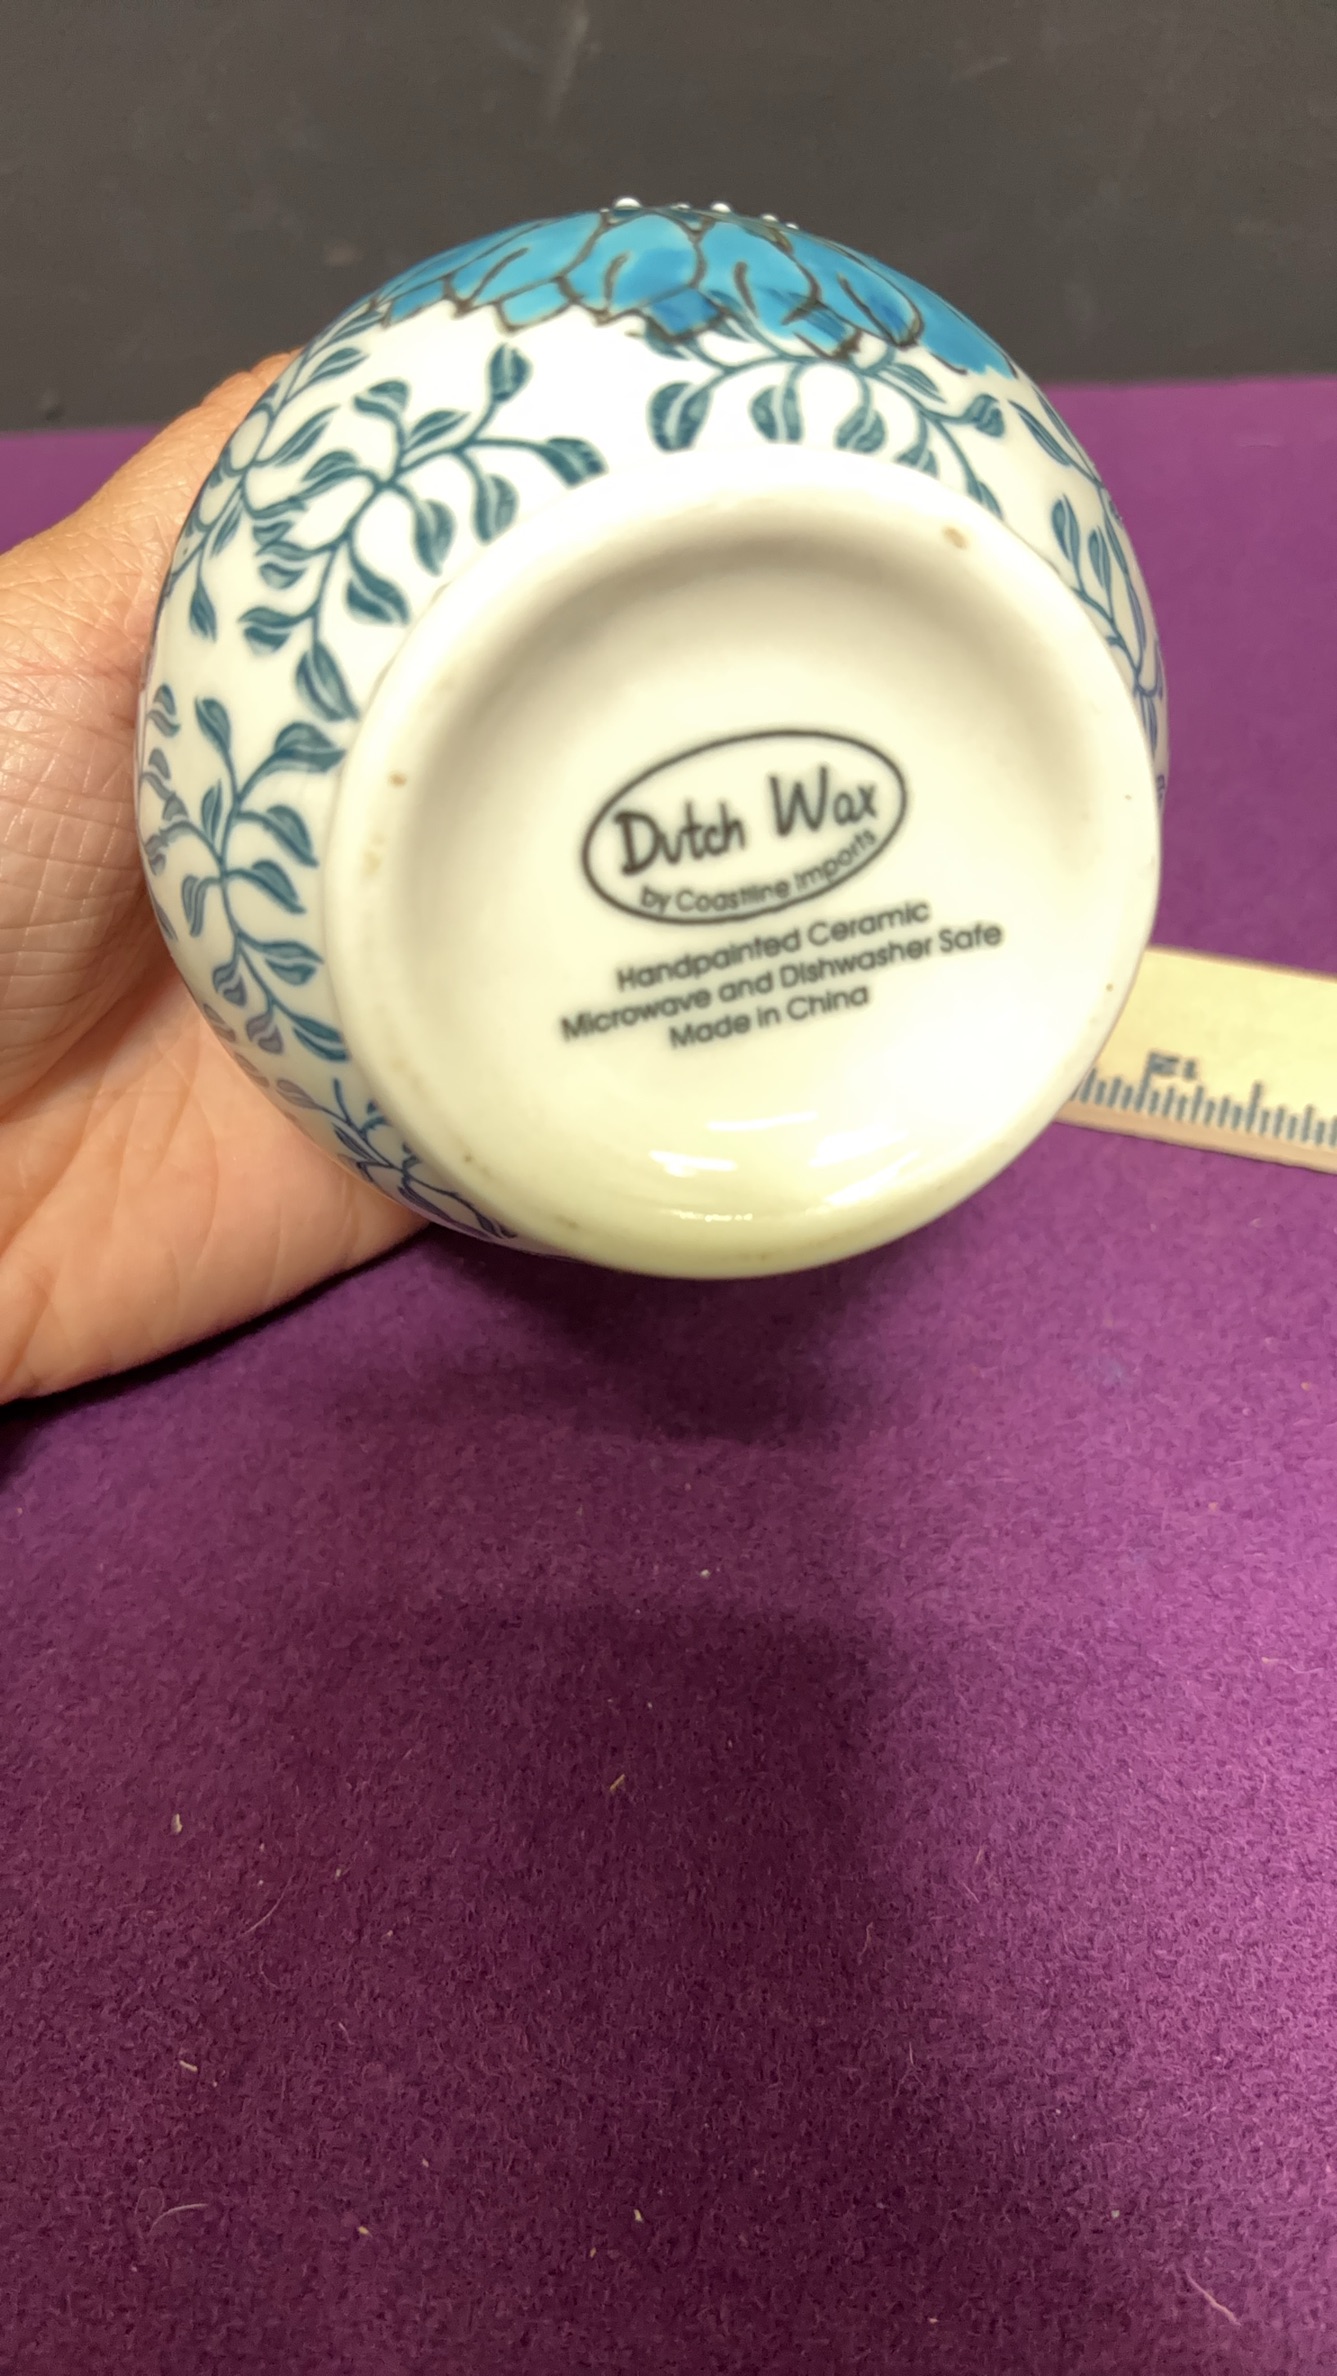 Dutch Wax
by Coastline Imports
Handpainted Ceramic
Microwave and Dishwasher Safe
Made in China